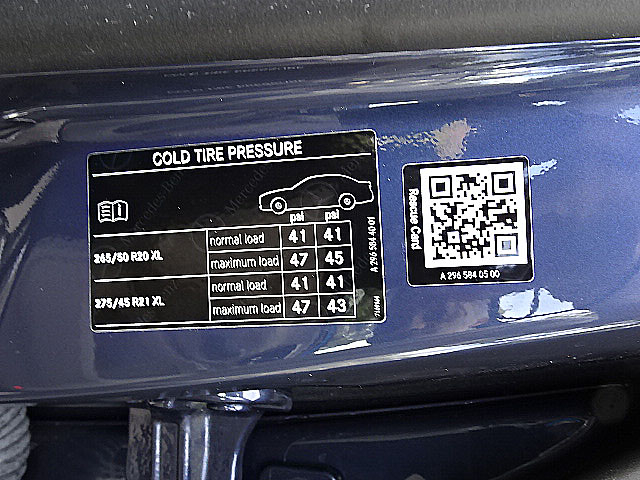 COLD TIRE PRESSURE
psi psi
265/50 R20 XL
normal load 41 41
maximum load 47 45
275/45 R21 XL
normal load 41 41
maximum load 47 43
A 296 584 40 01
Rescue Card
A 296 584 05 00